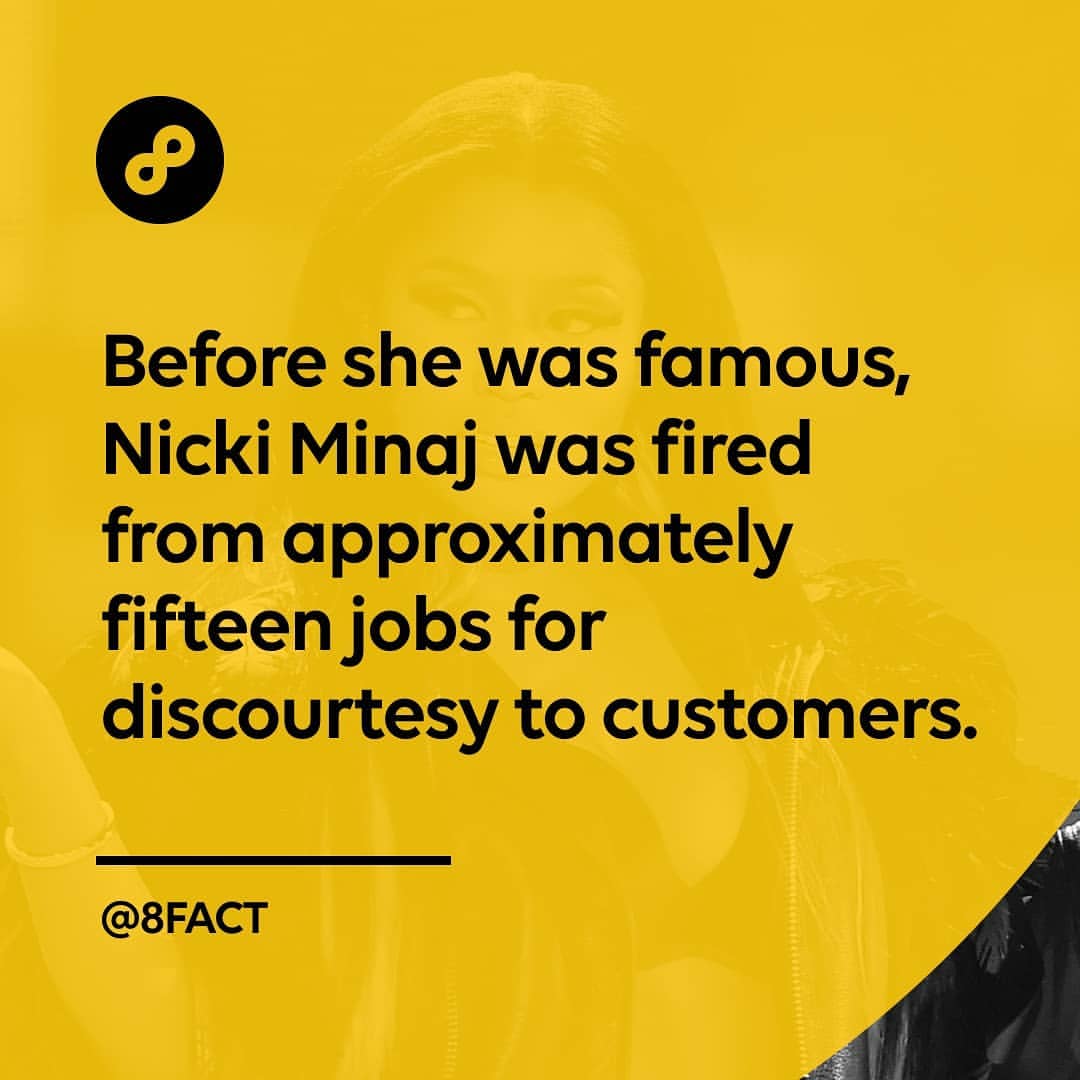 Before she was famous,
Nicki Minaj was fired
from approximately
fifteen jobs for
discourtesy to customers.
@8FACT